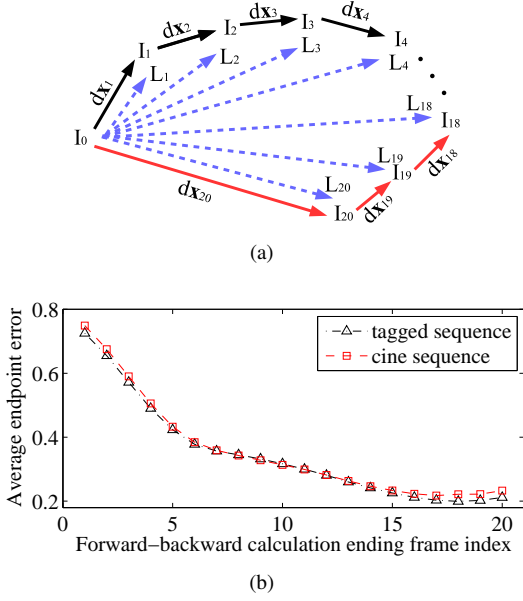 dx₁ dx₂ dx₃ dx₄
I₀ I₁ I₂ I₃ I₄
L₁ L₂ L₃ L₄
L₁₈ I₁₈
L₁₉ I₁₉ dx₁₈
L₂₀ I₂₀ dx₁₉
dx₂₀
(a)
Average endpoint error
0.8
0.6
0.4
0.2
tagged sequence
cine sequence
0 5 10 15 20
Forward−backward calculation ending frame index
(b)